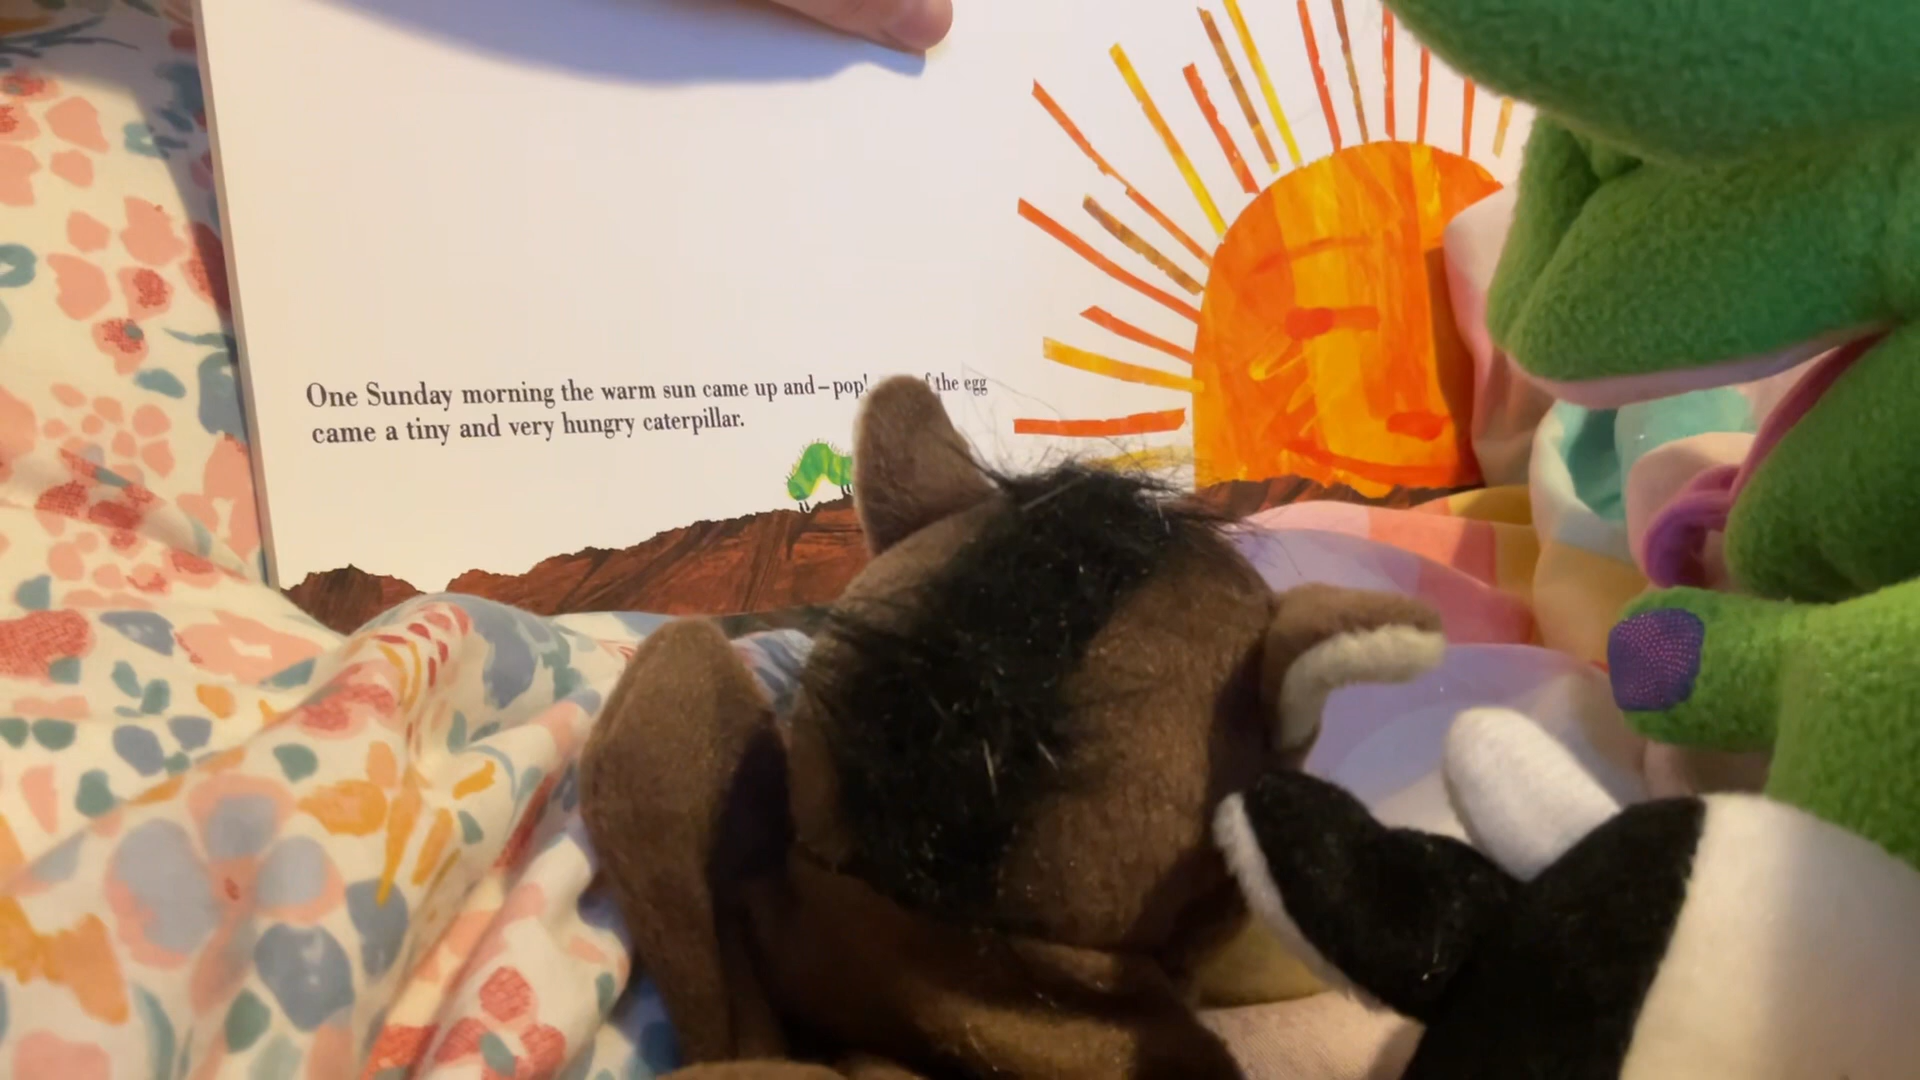 One Sunday morning the warm sun came up and–pop! the egg
came a tiny and very hungry caterpillar.